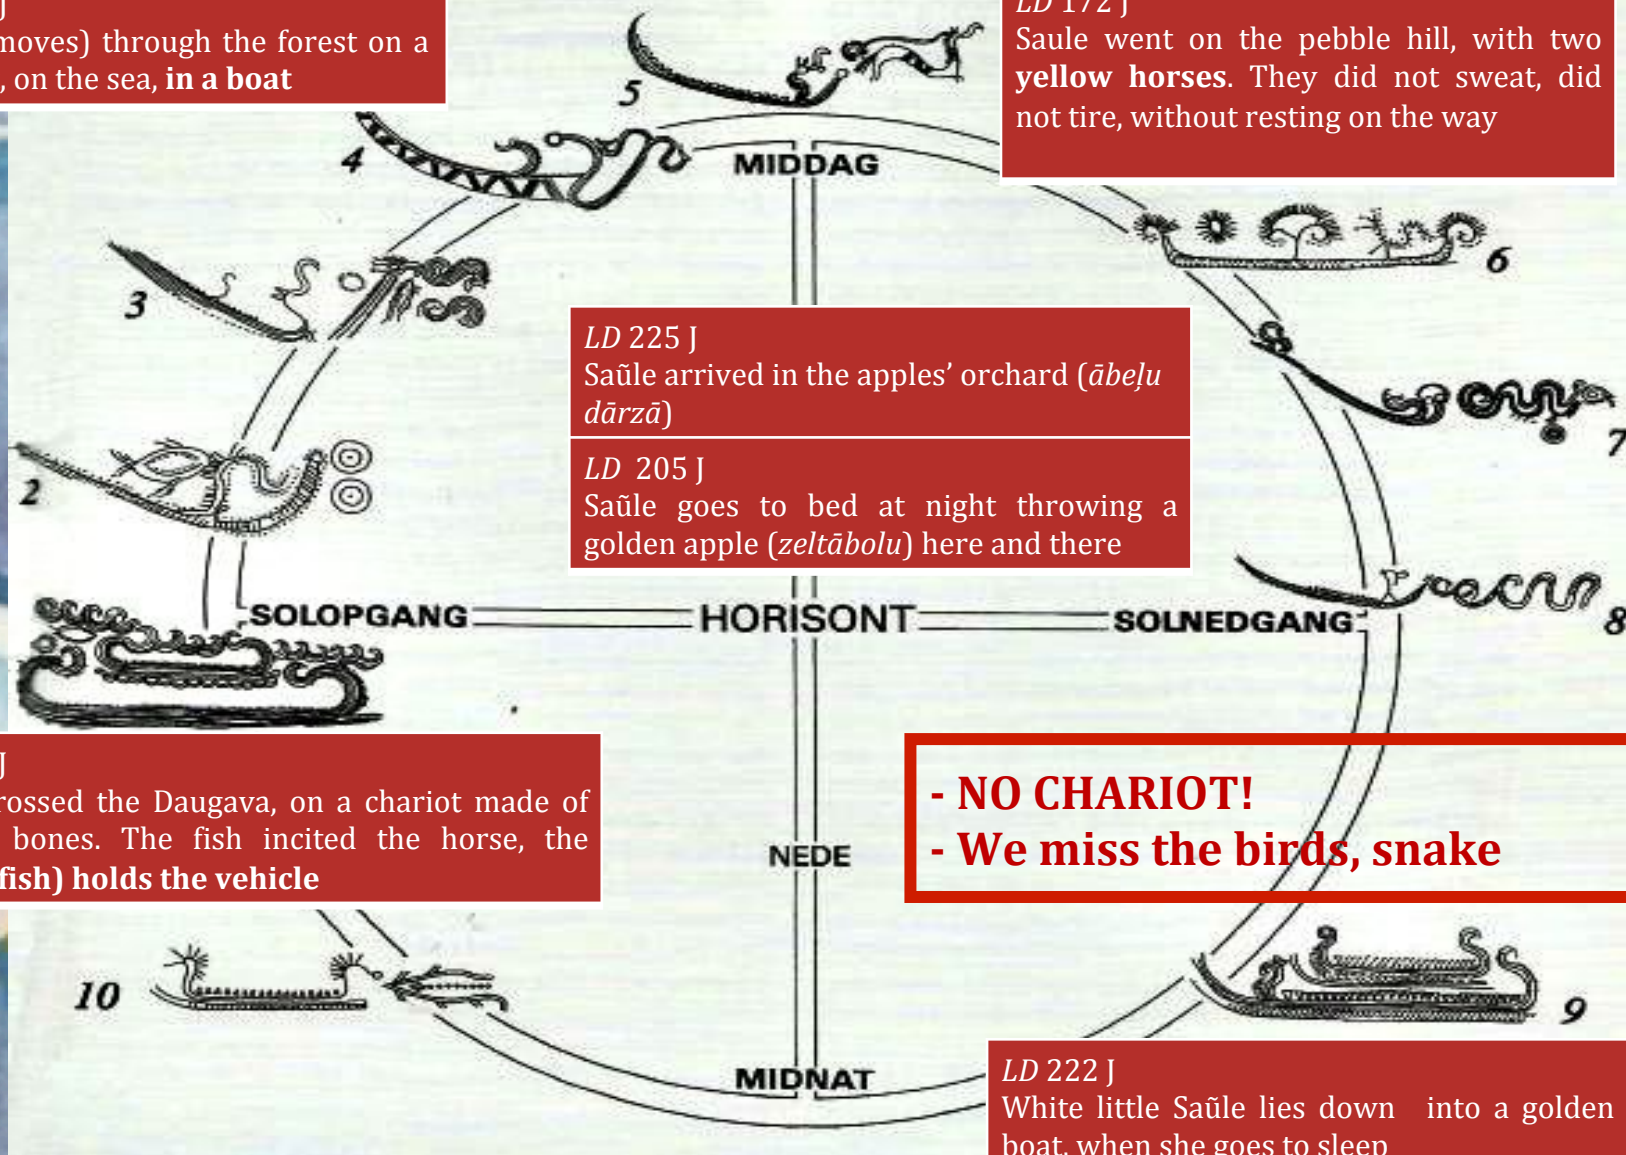 J
moves) through the forest on a
, on the sea, in a boat
LD 172 J
Saule went on the pebble hill, with two
yellow horses. They did not sweat, did
not tire, without resting on the way
5
4
MIDDAG
6
3
LD 225 J
Saũle arrived in the apples’ orchard (ābeļu
dārzā)
7
LD 205 J
Saũle goes to bed at night throwing a
golden apple (zeltābolu) here and there
2
SOLOPGANG
HORISONT
SOLNEDGANG
8
J
rossed the Daugava, on a chariot made of
bones. The fish incited the horse, the
fish) holds the vehicle
- NO CHARIOT!
- We miss the birds, snake
NEDE
10
9
MIDNAT
LD 222 J
White little Saũle lies down into a golden
boat, when she goes to sleep